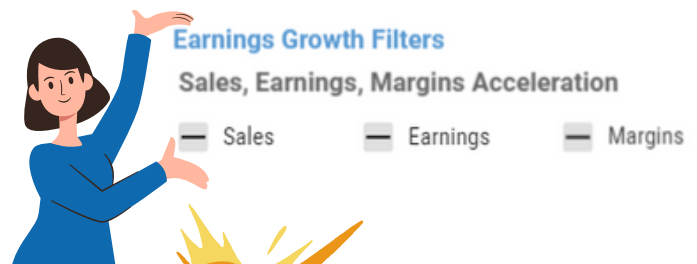 Earnings Growth Filters
Sales, Earnings, Margins Acceleration
Sales Earnings Margins